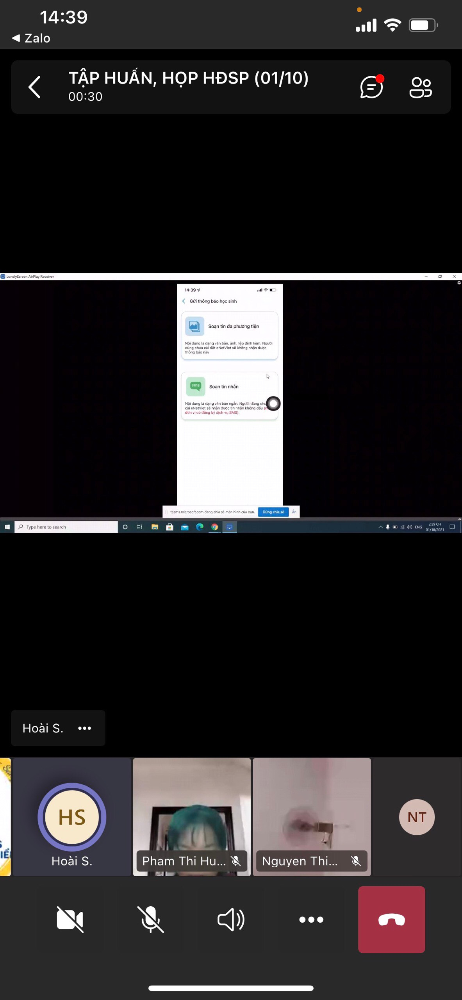 14:39
Zalo
TẬP HUẤN, HỌP HĐSP (01/10)
00:30
LonelyScreen AirPlay Receiver
14:39
Gửi thông báo học sinh
Soạn tin đa phương tiện
Nội dung là dạng văn bản, ảnh, tệp đính kèm. Người
dùng chưa cài đặt eNetViet sẽ không nhận được
thông báo này
sms
Soạn tin nhắn
Nội dung là dạng văn bản ngắn. Người dùng
cài eNetViet sẽ nhận được tin nhắn không dấu
đơn vị có đăng ký dịch vụ SMS).
teams.microsoft.com đang chia sẻ màn hình của bạn.
Dừng chia sẻ
Ẩn
Type here to search
ENG
2:39 CH
01/10/2021
Hoài S.
HS
Hoài S.
Pham Thi Hu...
Nguyen Thi...
NT